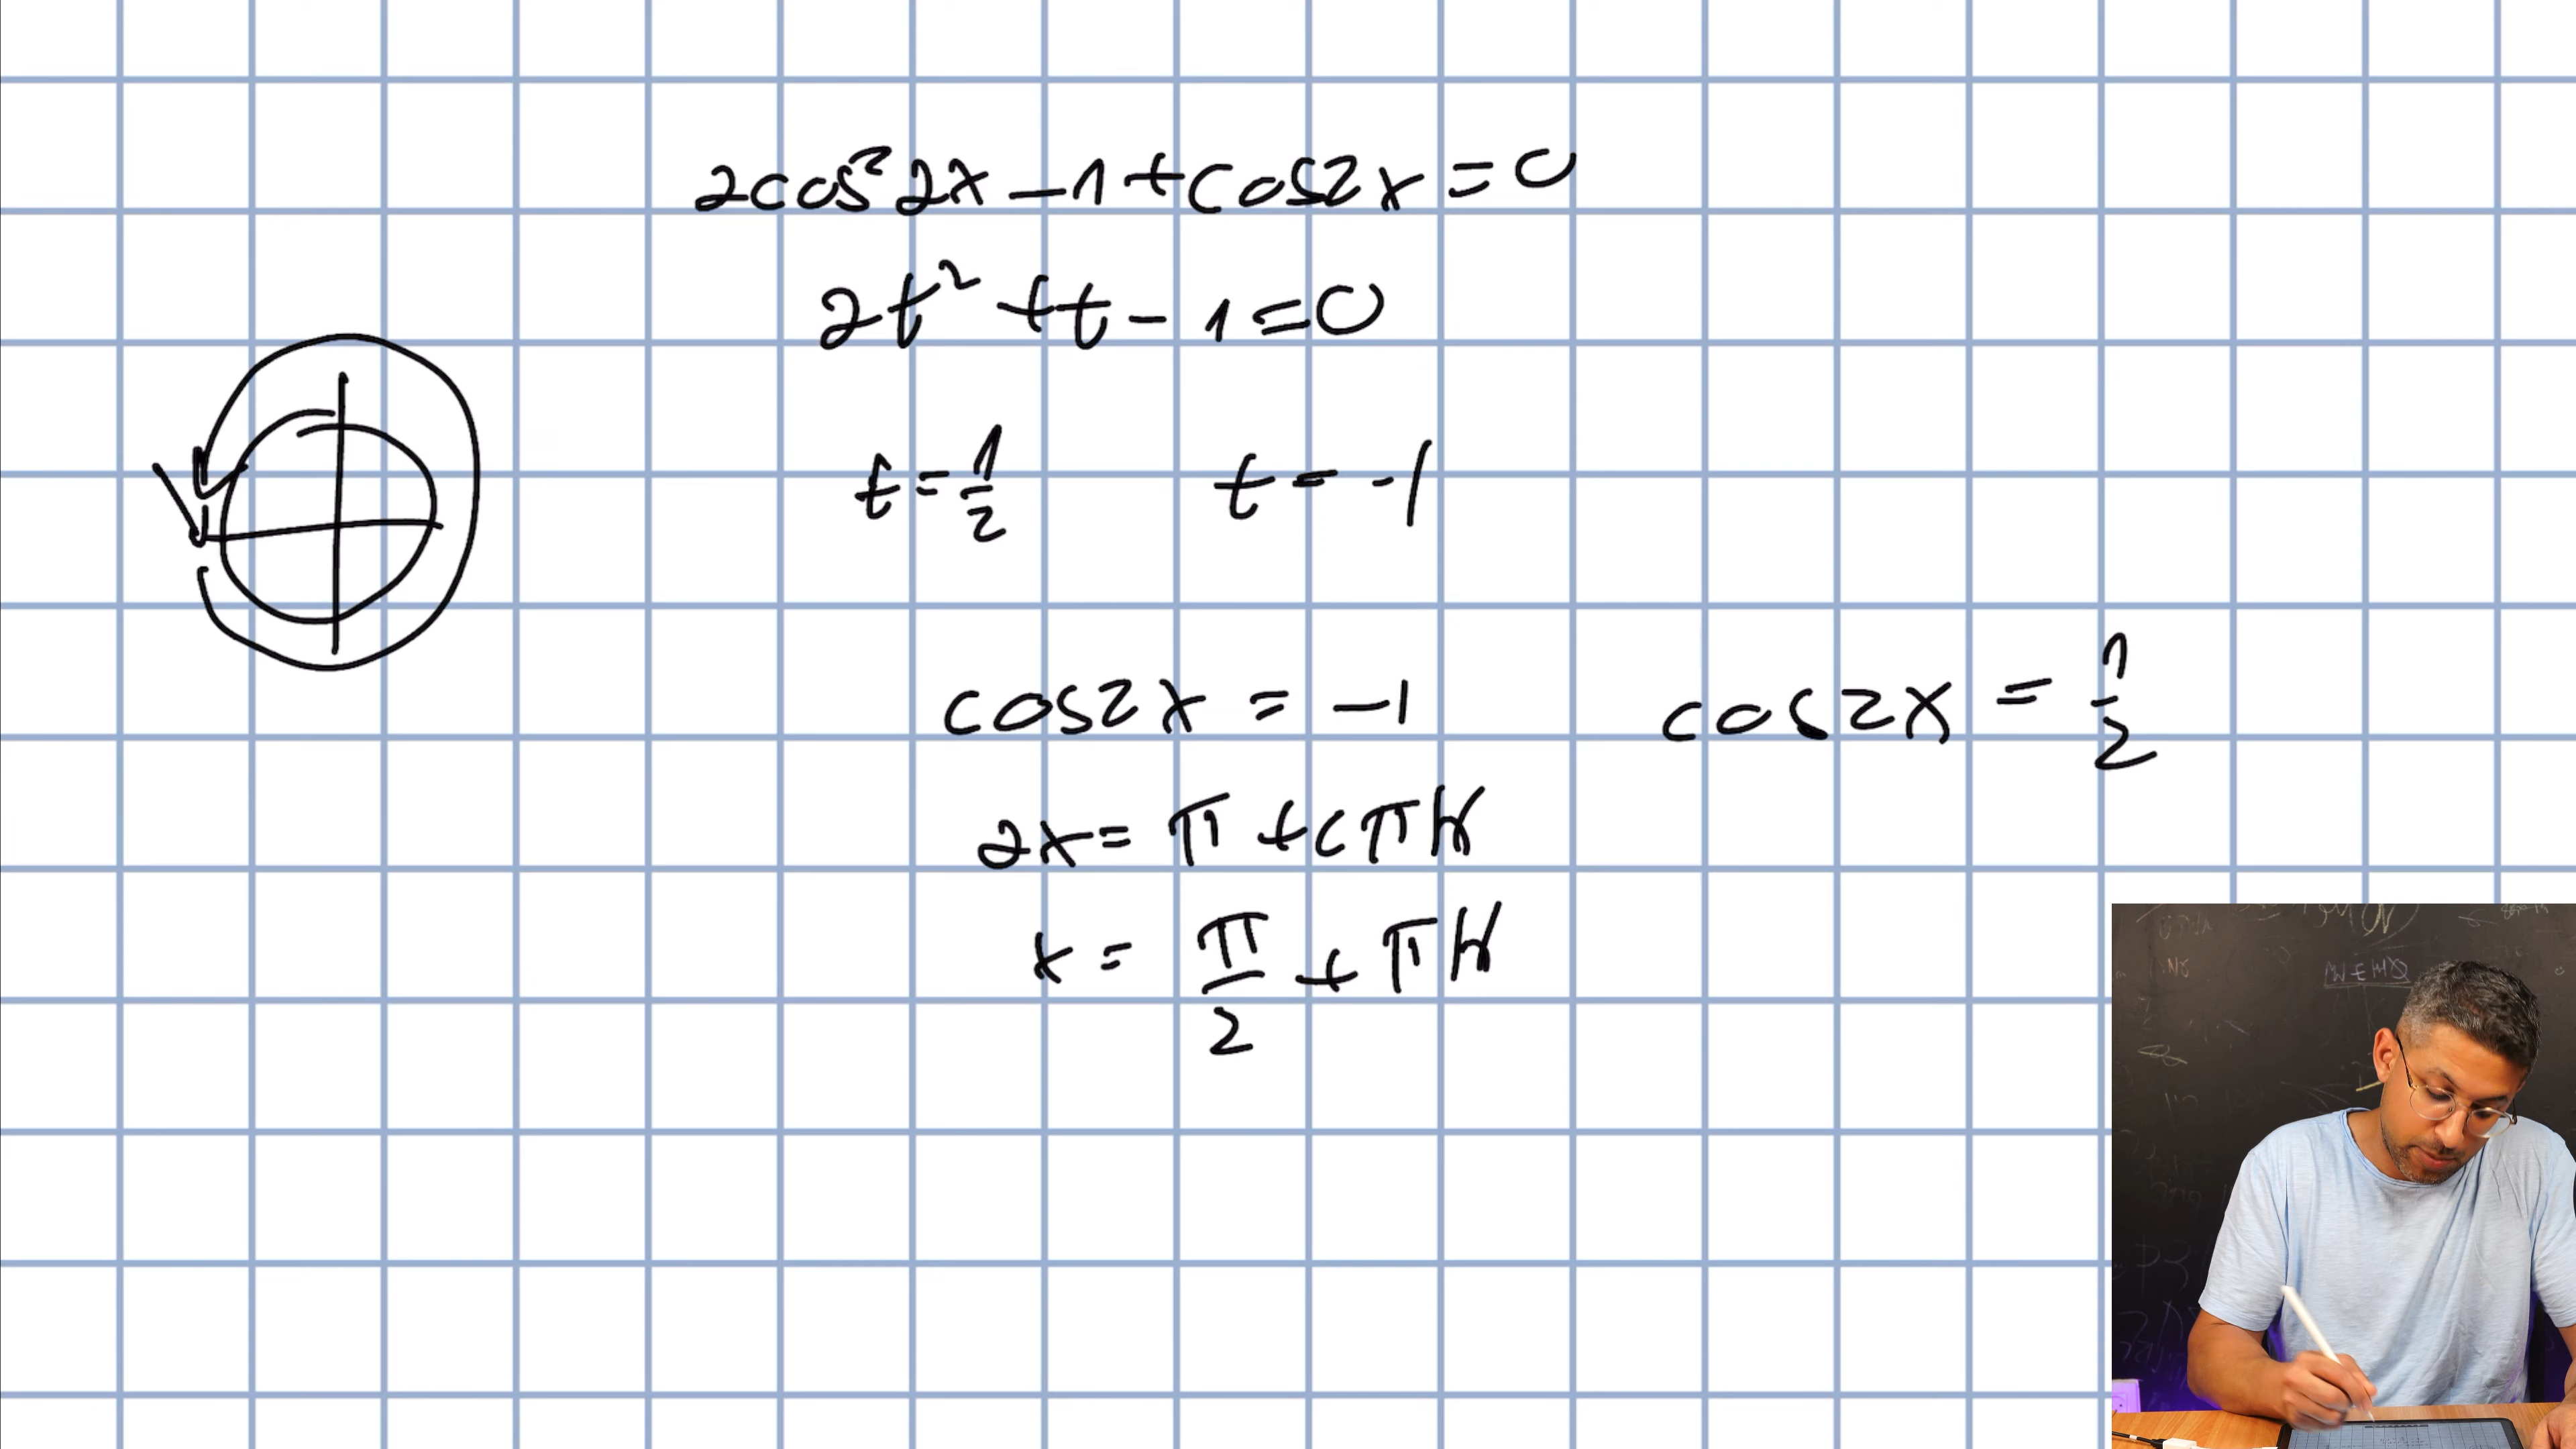 2cos²2x - 1 + cos2x = 0
2t² + t - 1 = 0
t = 1/2 t = -1
cos2x = -1 cos2x = 1/2
2x = π + 2πk
x = π/2 + πk